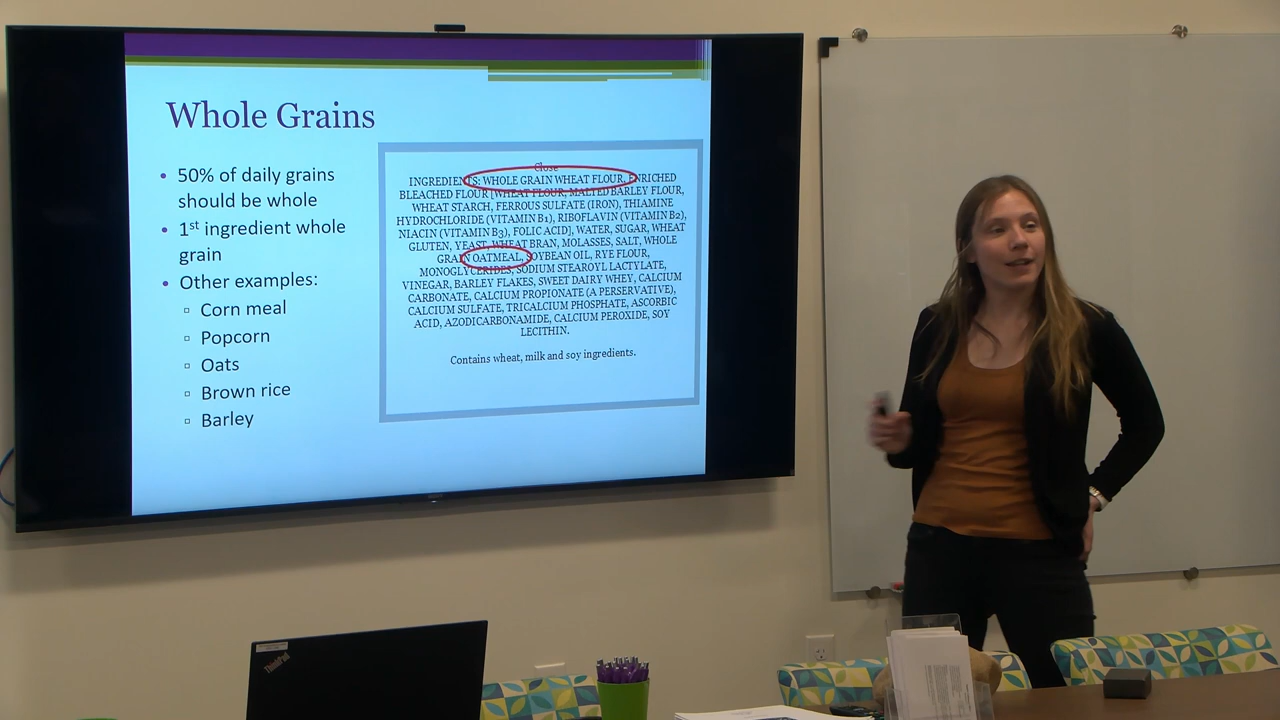 Whole Grains
• 50% of daily grains
should be whole
• 1st ingredient whole
grain
• Other examples:
▫ Corn meal
▫ Popcorn
▫ Oats
▫ Brown rice
▫ Barley
Close
INGREDIENTS: WHOLE GRAIN WHEAT FLOUR, ENRICHED
BLEACHED FLOUR [WHEAT FLOUR, MALTED BARLEY FLOUR,
WHEAT STARCH, FERROUS SULFATE (IRON), THIAMINE
HYDROCHLORIDE (VITAMIN B1), RIBOFLAVIN (VITAMIN B2),
NIACIN (VITAMIN B3), FOLIC ACID], WATER, SUGAR, WHEAT
GLUTEN, YEAST, WHEAT BRAN, MOLASSES, SALT, WHOLE
GRAIN OATMEAL, SOYBEAN OIL, RYE FLOUR,
MONOGLYCERIDES, SODIUM STEAROYL LACTYLATE,
VINEGAR, BARLEY FLAKES, SWEET DAIRY WHEY, CALCIUM
CARBONATE, CALCIUM PROPIONATE (A PERSERVATIVE),
CALCIUM SULFATE, TRICALCIUM PHOSPHATE, ASCORBIC
ACID, AZODICARBONAMIDE, CALCIUM PEROXIDE, SOY
LECITHIN.
Contains wheat, milk and soy ingredients.
ThinkPad